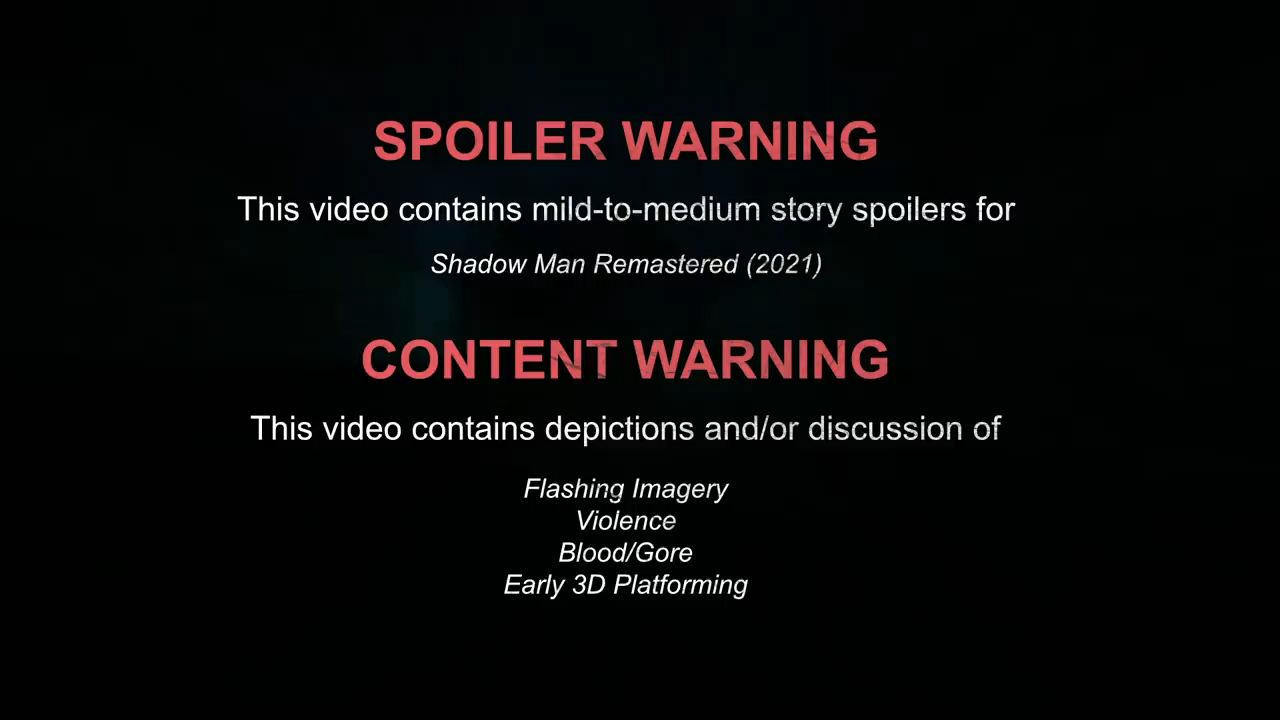 SPOILER WARNING
This video contains mild-to-medium story spoilers for
Shadow Man Remastered (2021)
CONTENT WARNING
This video contains depictions and/or discussion of
Flashing Imagery
Violence
Blood/Gore
Early 3D Platforming